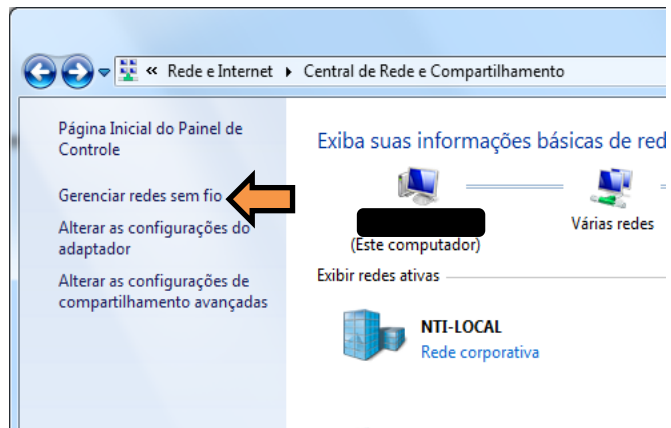 « Rede e Internet ▸ Central de Rede e Compartilhamento
Página Inicial do Painel de
Controle
Gerenciar redes sem fio
Alterar as configurações do
adaptador
Alterar as configurações de
compartilhamento avançadas
Exiba suas informações básicas de red
(Este computador)
Várias redes
Exibir redes ativas
NTI-LOCAL
Rede corporativa